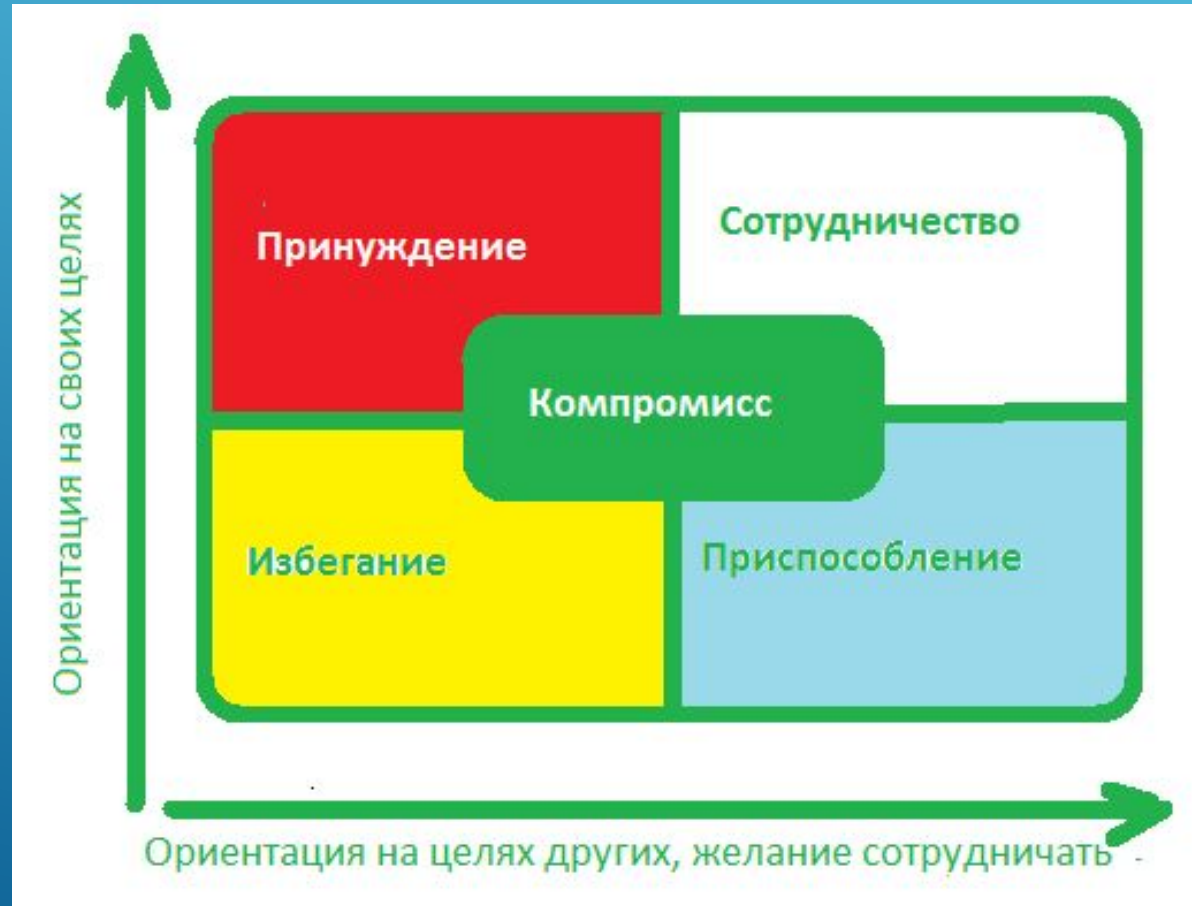 Ориентация на своих целях
Принуждение
Сотрудничество
Компромисс
Избегание
Приспособление
Ориентация на целях других, желание сотрудничать